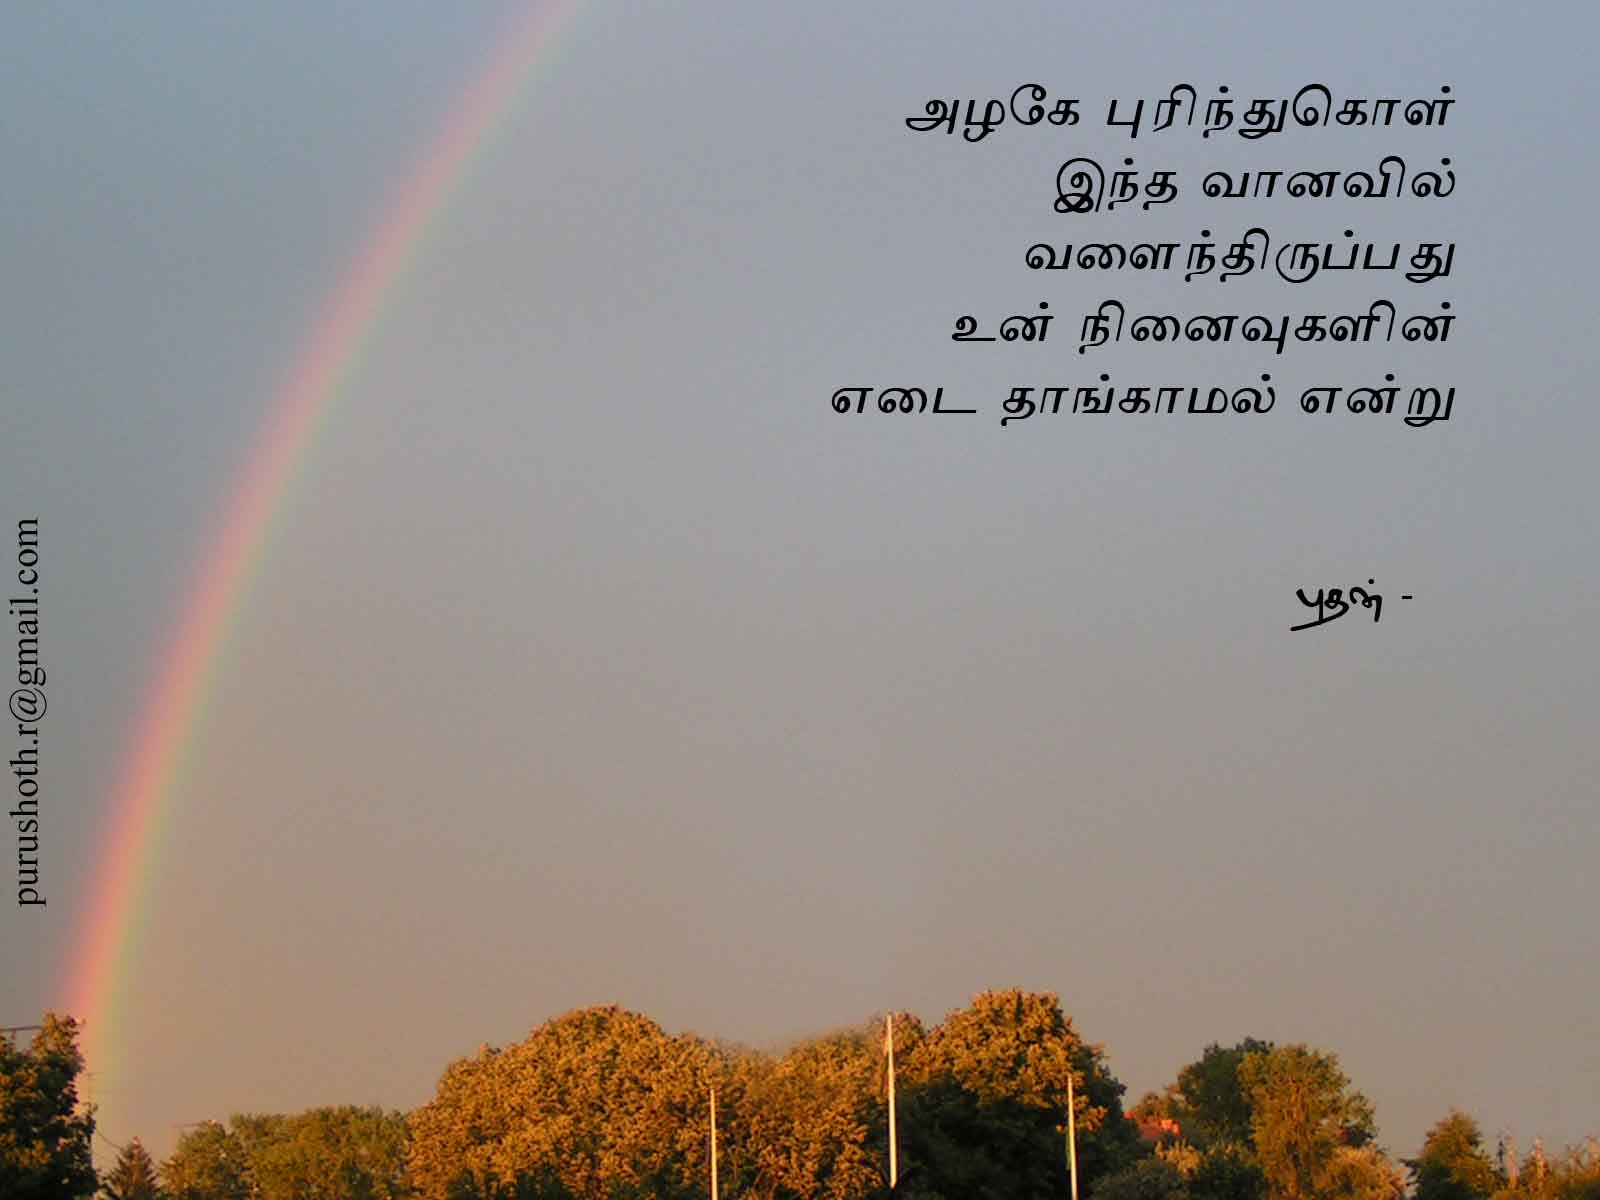 அழகே புரிந்துகொள்
இந்த வானவில்
வளைந்திருப்பது
உன் நினைவுகளின்
எடை தாங்காமல் என்று
புதன் -
purushoth.r@gmail.com